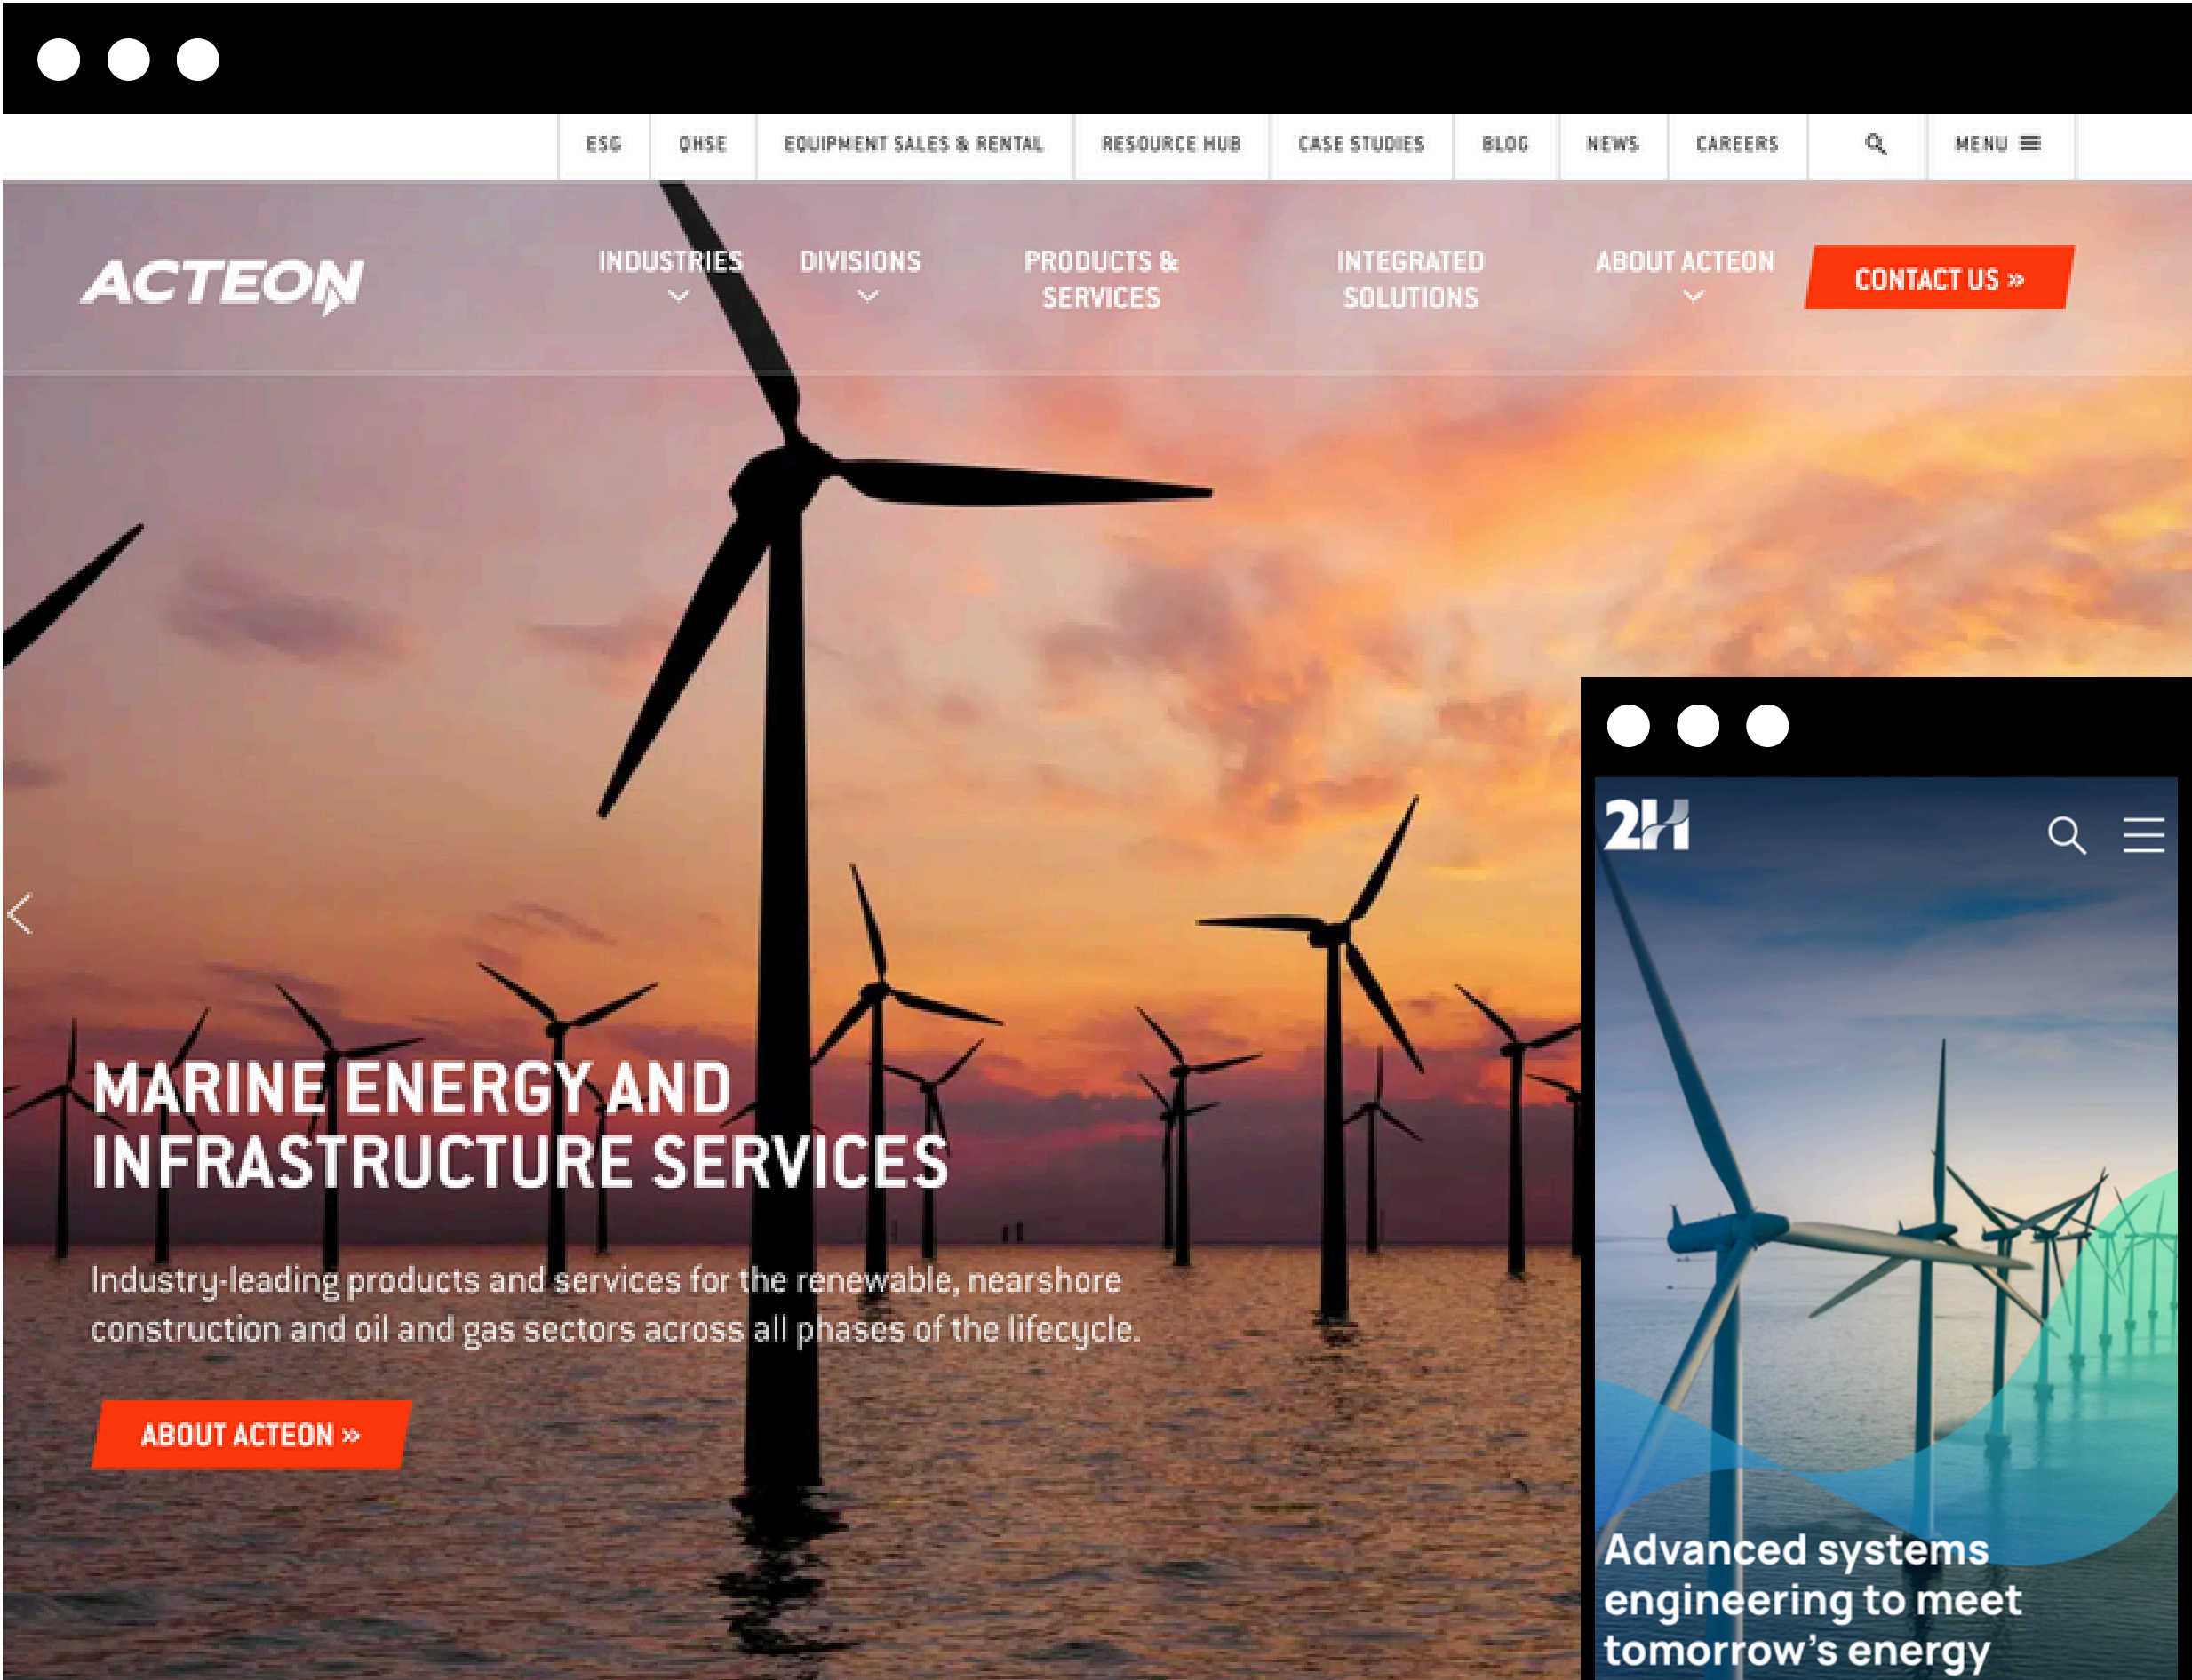 ESG QHSE EQUIPMENT SALES & RENTAL RESOURCE HUB CASE STUDIES BLOG NEWS CAREERS MENU
ACTEON
INDUSTRIES DIVISIONS PRODUCTS & INTEGRATED ABOUT ACTEON CONTACT US »
SERVICES SOLUTIONS
MARINE ENERGY AND
INFRASTRUCTURE SERVICES
Industry-leading products and services for the renewable, nearshore
construction and oil and gas sectors across all phases of the lifecycle.
ABOUT ACTEON »
2H
Advanced systems
engineering to meet
tomorrow's energy